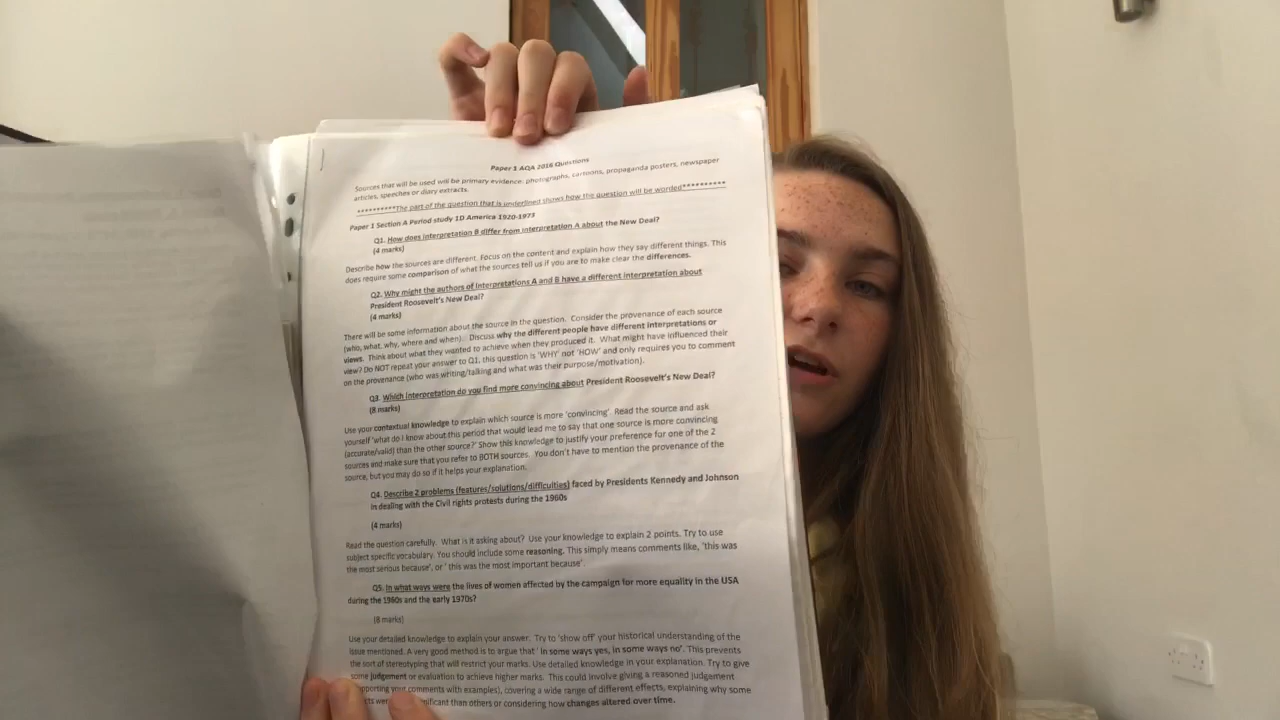 Paper 1 AQA 2016 Questions
Sources that will be used will be primary evidence: photographs, cartoons, propaganda posters, newspaper
articles, speeches or diary extracts.
**********The part of the question that is underlined shows how the question will be worded**********
Paper 1 Section A Period study 1D America 1920-1973
Q1. How does interpretation B differ from interpretation A about the New Deal?
(4 marks)
Describe how the sources are different. Focus on the content and explain how they say different things. This
does require some comparison of what the sources tell us if you are to make clear the differences.
Q2. Why might the authors of Interpretations A and B have a different interpretation about
President Roosevelt's New Deal?
(4 marks)
There will be some information about the source in the question. Consider the provenance of each source
(who, what, why, where and when). Discuss why the different people have different interpretations or
views. Think about what they wanted to achieve when they produced it. What might have influenced their
view? Do NOT repeat your answer to Q1, this question is 'WHY' not 'HOW' and only requires you to comment
on the provenance (who was writing/talking and what was their purpose/motivation).
Q3. Which interpretation do you find more convincing about President Roosevelt's New Deal?
(8 marks)
Use your contextual knowledge to explain which source is more 'convincing'. Read the source and ask
yourself 'what do I know about this period that would lead me to say that one source is more convincing
(accurate/valid) than the other source?' Show this knowledge to justify your preference for one of the 2
sources and make sure that you refer to BOTH sources. You don't have to mention the provenance of the
source, but you may do so if it helps your explanation.
Q4. Describe 2 problems (features/solutions/difficulties) faced by Presidents Kennedy and Johnson
in dealing with the Civil rights protests during the 1960s
(4 marks)
Read the question carefully. What is it asking about? Use your knowledge to explain 2 points. Try to use
subject specific vocabulary. You should include some reasoning. This simply means comments like, 'this was
the most serious because', or 'this was the most important because'.
Q5. In what ways were the lives of women affected by the campaign for more equality in the USA
during the 1960s and the early 1970s?
(8 marks)
Use your detailed knowledge to explain your answer. Try to 'show off' your historical understanding of the
issue mentioned. A very good method is to argue that 'in some ways yes, in some ways no'. This prevents
the sort of stereotyping that will restrict your marks. Use detailed knowledge in your explanation. Try to give
some judgement or evaluation to achieve higher marks. This could involve giving a reasoned judgement
your comments with examples), covering a wide range of different effects, explaining why some
significant than others or considering how changes altered over time.